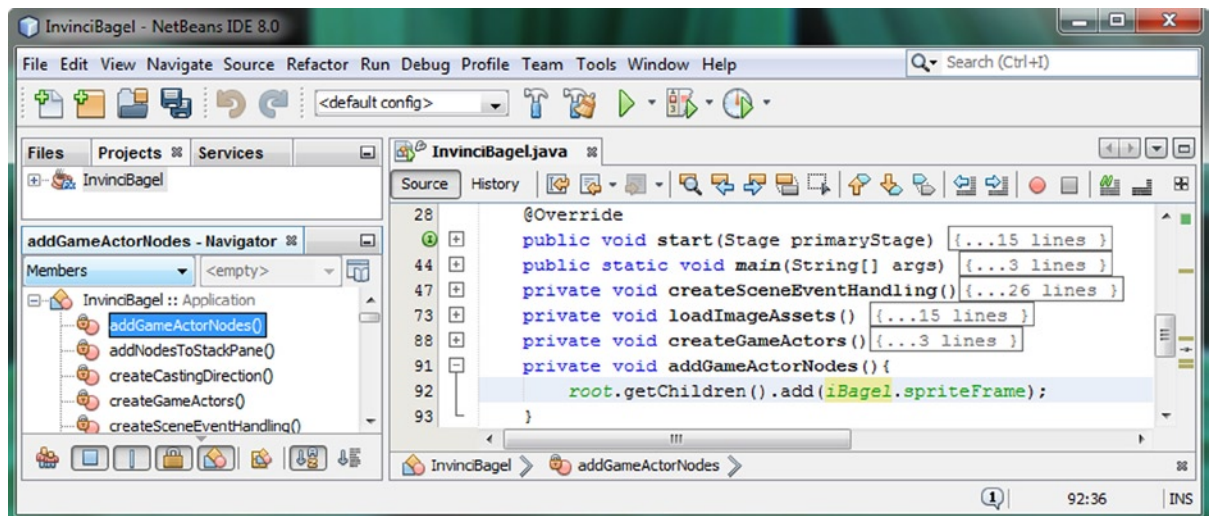 InvinciBagel - NetBeans IDE 8.0
File Edit View Navigate Source Refactor Run Debug Profile Team Tools Window Help
Search (Ctrl+I)
<default config>
Files Projects Services
InvinciBagel
InvinciBagel.java
Source History
addGameActorNodes - Navigator
Members <empty>
InvinciBagel :: Application
addGameActorNodes()
addNodesToStackPane()
createCastingDirection()
createGameActors()
createSceneEventHandling()
28 @Override
public void start(Stage primaryStage) {...15 lines }
44 public static void main(String[] args) {...3 lines }
47 private void createSceneEventHandling() {...26 lines }
73 private void loadImageAssets() {...15 lines }
88 private void createGameActors() {...3 lines }
91 private void addGameActorNodes(){
92 root.getChildren().add(iBagel.spriteFrame);
93 }
InvinciBagel addGameActorNodes
1 92:36 INS